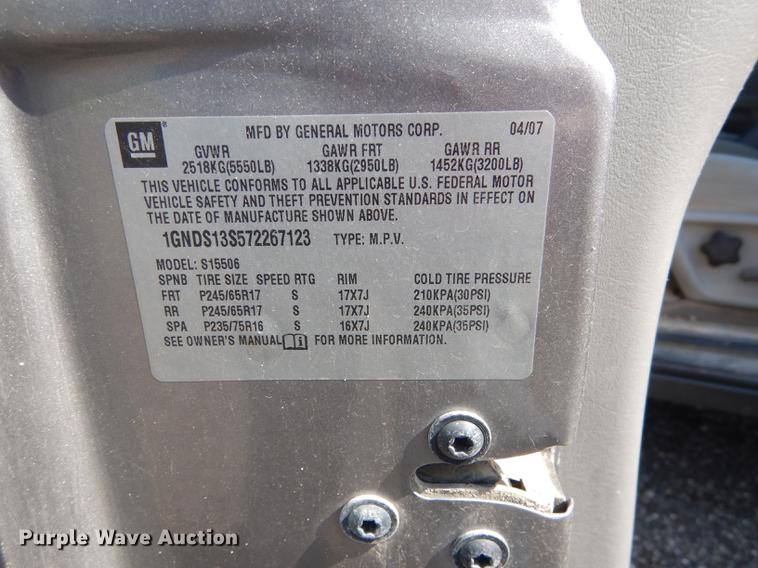 GM
®
MFD BY GENERAL MOTORS CORP. 04/07
GVWR GAWR FRT GAWR RR
2518KG(5550LB) 1338KG(2950LB) 1452KG(3200LB)
THIS VEHICLE CONFORMS TO ALL APPLICABLE U.S. FEDERAL MOTOR
VEHICLE SAFETY AND THEFT PREVENTION STANDARDS IN EFFECT ON
THE DATE OF MANUFACTURE SHOWN ABOVE.
1GNDS13S572267123 TYPE: M.P.V.
MODEL: S15506
SPNB TIRE SIZE SPEED RTG RIM COLD TIRE PRESSURE
FRT P245/65R17 S 17X7J 210KPA(30PSI)
RR P245/65R17 S 17X7J 240KPA(35PSI)
SPA P235/75R16 S 16X7J 240KPA(35PSI)
SEE OWNER'S MANUAL i FOR MORE INFORMATION.
Purple Wave Auction